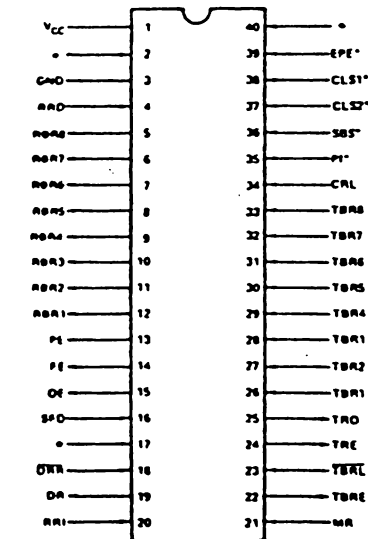 VCC 1 40 *
* 2 39 EPE*
GND 3 38 CLS1*
RRD 4 37 CLS2*
RBR8 5 36 SBS*
RBR7 6 35 PI*
RBR6 7 34 CRL
RBR5 8 33 TBR8
RBR4 9 32 TBR7
RBR3 10 31 TBR6
RBR2 11 30 TBR5
RBR1 12 29 TBR4
PE 13 28 TBR1
FE 14 27 TBR2
OE 15 26 TBR1
SFD 16 25 TRO
* 17 24 TRE
DRR 18 23 TBRL
DR 19 22 TBRE
RRI 20 21 MR